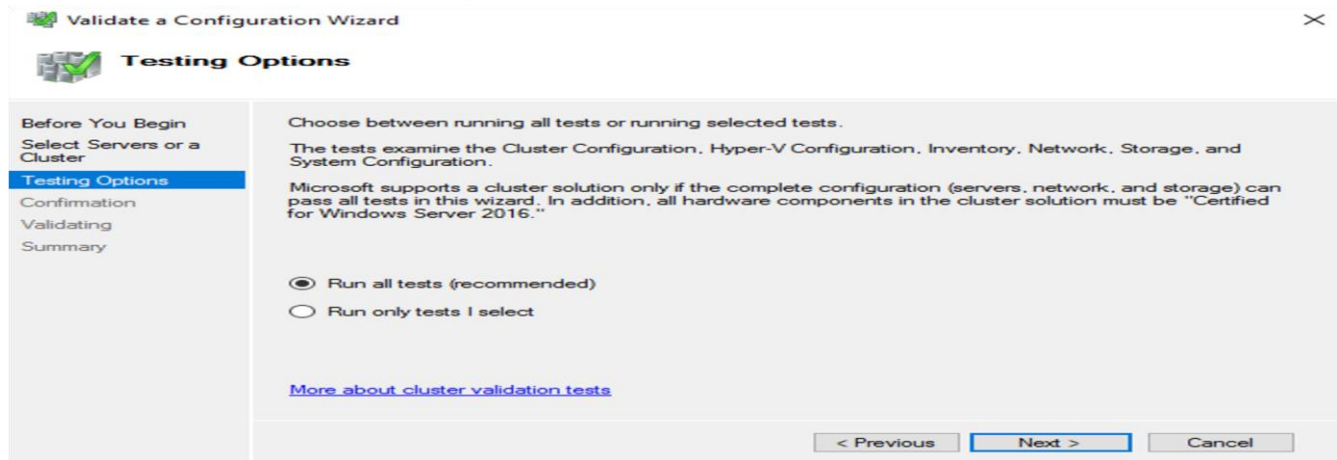 Validate a Configuration Wizard
Testing Options
Before You Begin
Select Servers or a
Cluster
Testing Options
Confirmation
Validating
Summary
Choose between running all tests or running selected tests.
The tests examine the Cluster Configuration, Hyper-V Configuration, Inventory, Network, Storage, and
System Configuration.
Microsoft supports a cluster solution only if the complete configuration (servers, network, and storage) can
pass all tests in this wizard. In addition, all hardware components in the cluster solution must be "Certified
for Windows Server 2016."
Run all tests (recommended)
Run only tests I select
More about cluster validation tests
< Previous
Next >
Cancel